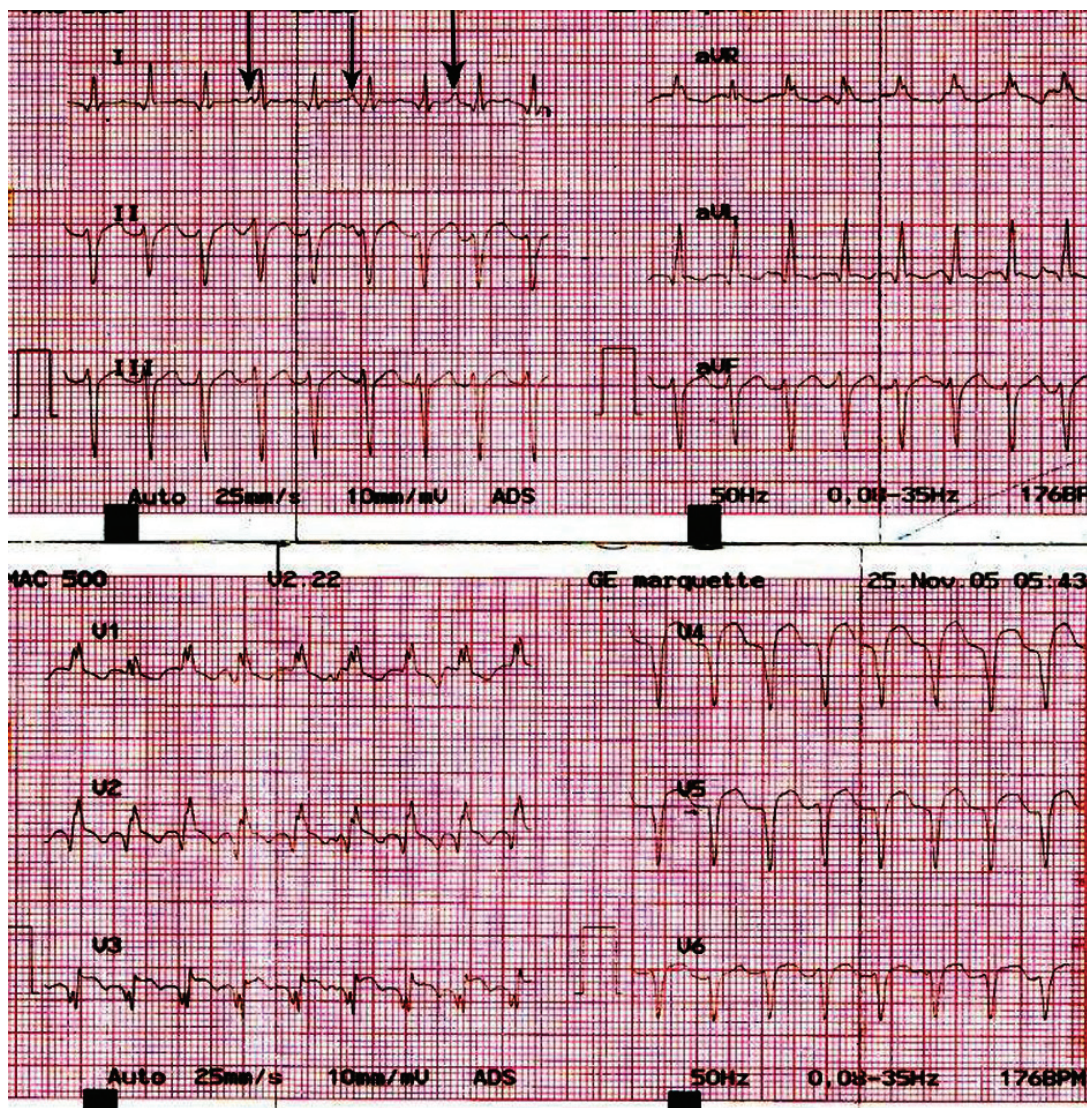 I
aVR
II
aVL
III
aVF
Auto 25mm/s 10mm/mV ADS
50Hz 0,08-35Hz 176BP
MAC 500 V2.22 GE marquette 25.Nov.05 05:43
V1
V4
V2
V5
V3
V6
Auto 25mm/s 10mm/mV ADS
50Hz 0,08-35Hz 176BPM